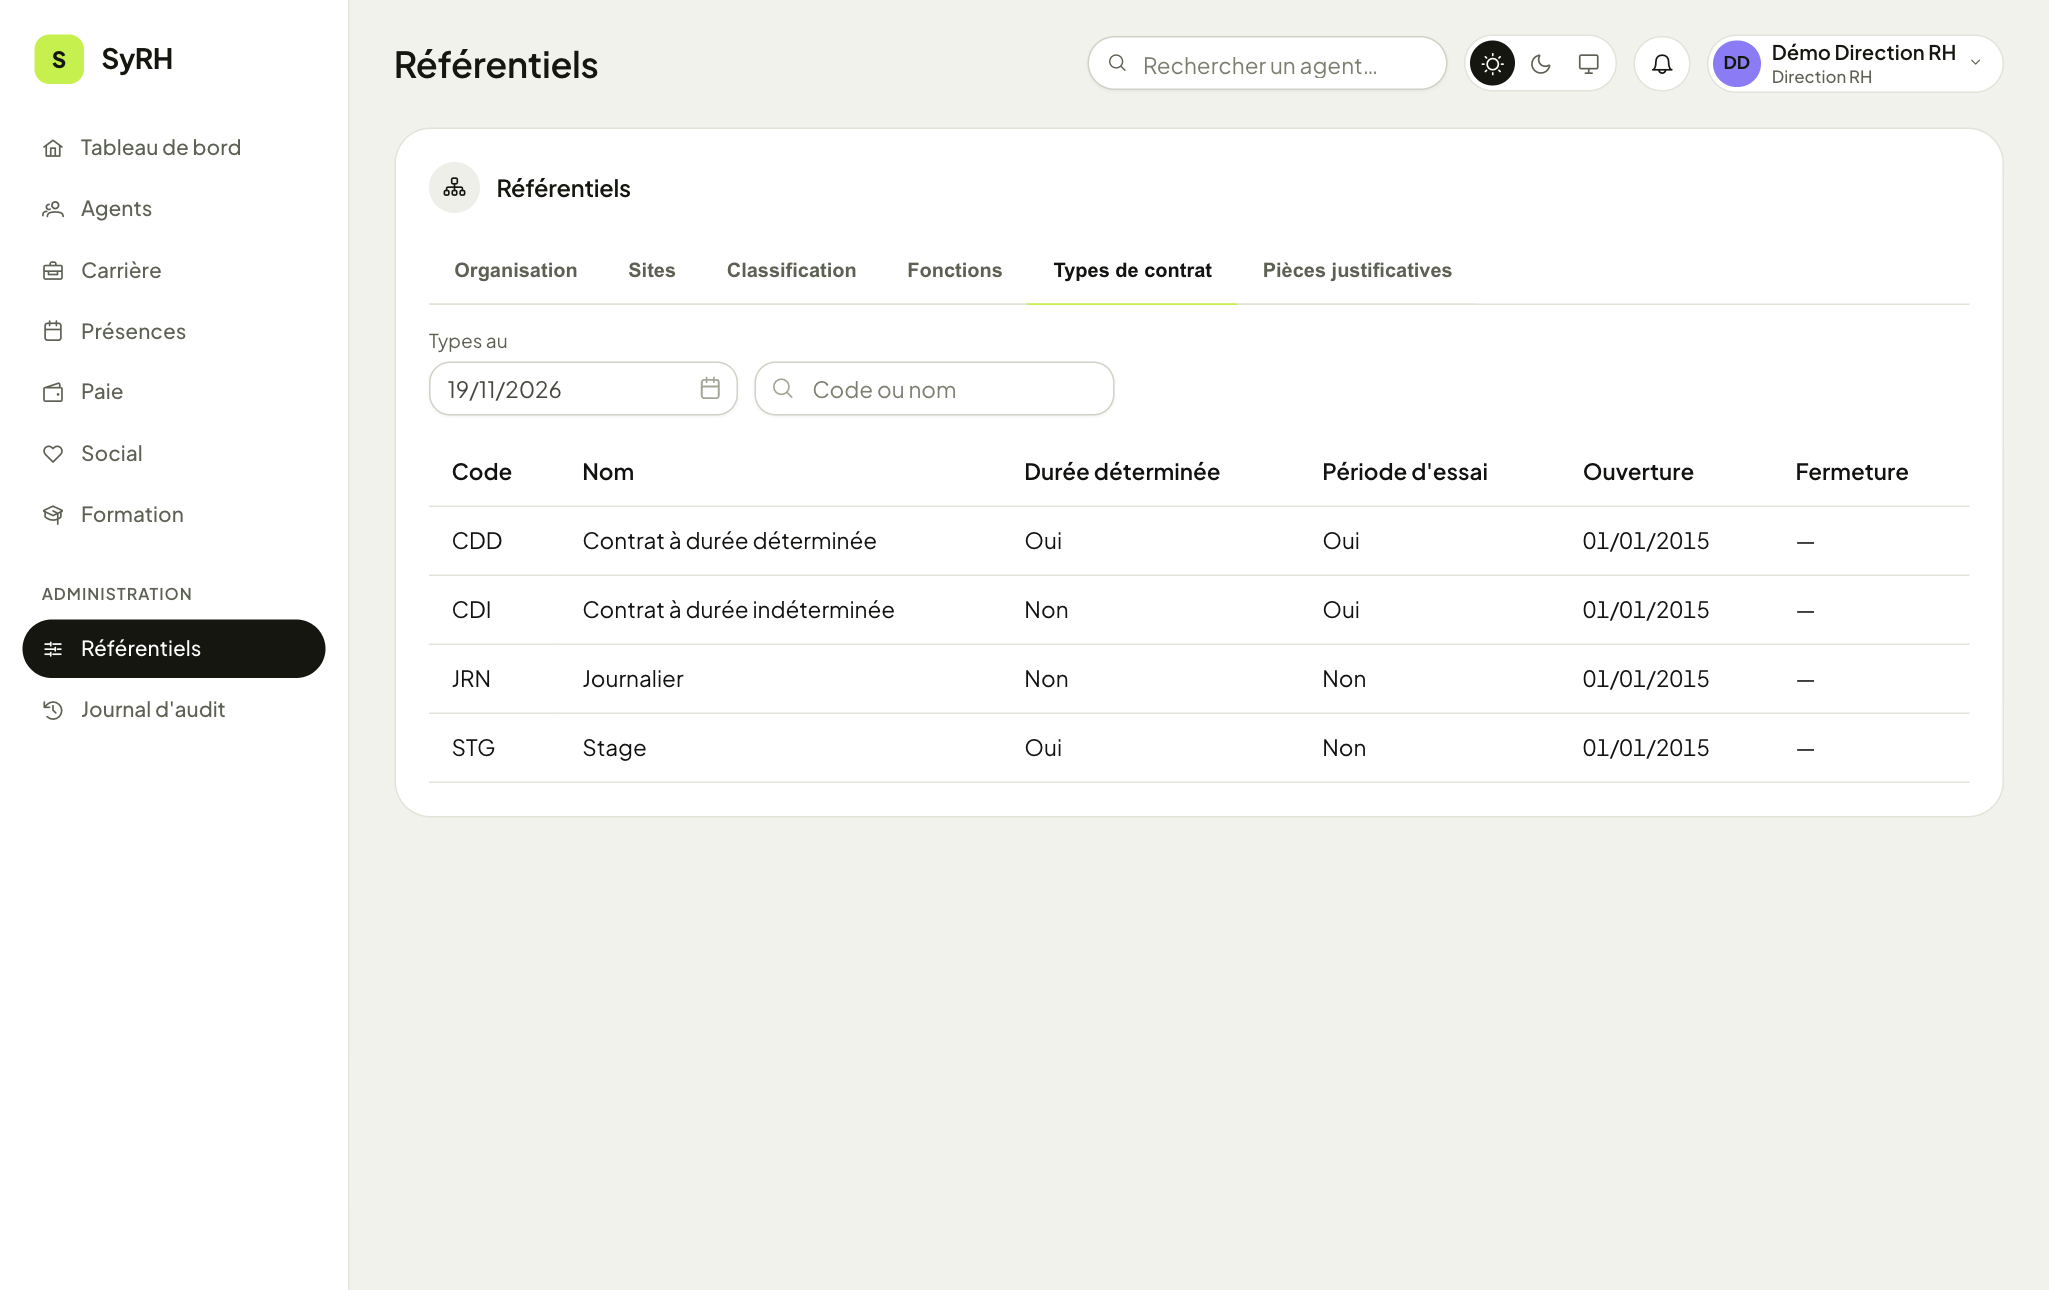 S SyRH
Tableau de bord
Agents
Carrière
Présences
Paie
Social
Formation
ADMINISTRATION
Référentiels
Journal d'audit
Référentiels
Rechercher un agent...
DD
Démo Direction RH
Direction RH
Référentiels
Organisation Sites Classification Fonctions Types de contrat Pièces justificatives
Types au
19/11/2026
Code ou nom
Code Nom Durée déterminée Période d'essai Ouverture Fermeture
CDD Contrat à durée déterminée Oui Oui 01/01/2015 —
CDI Contrat à durée indéterminée Non Oui 01/01/2015 —
JRN Journalier Non Non 01/01/2015 —
STG Stage Oui Non 01/01/2015 —